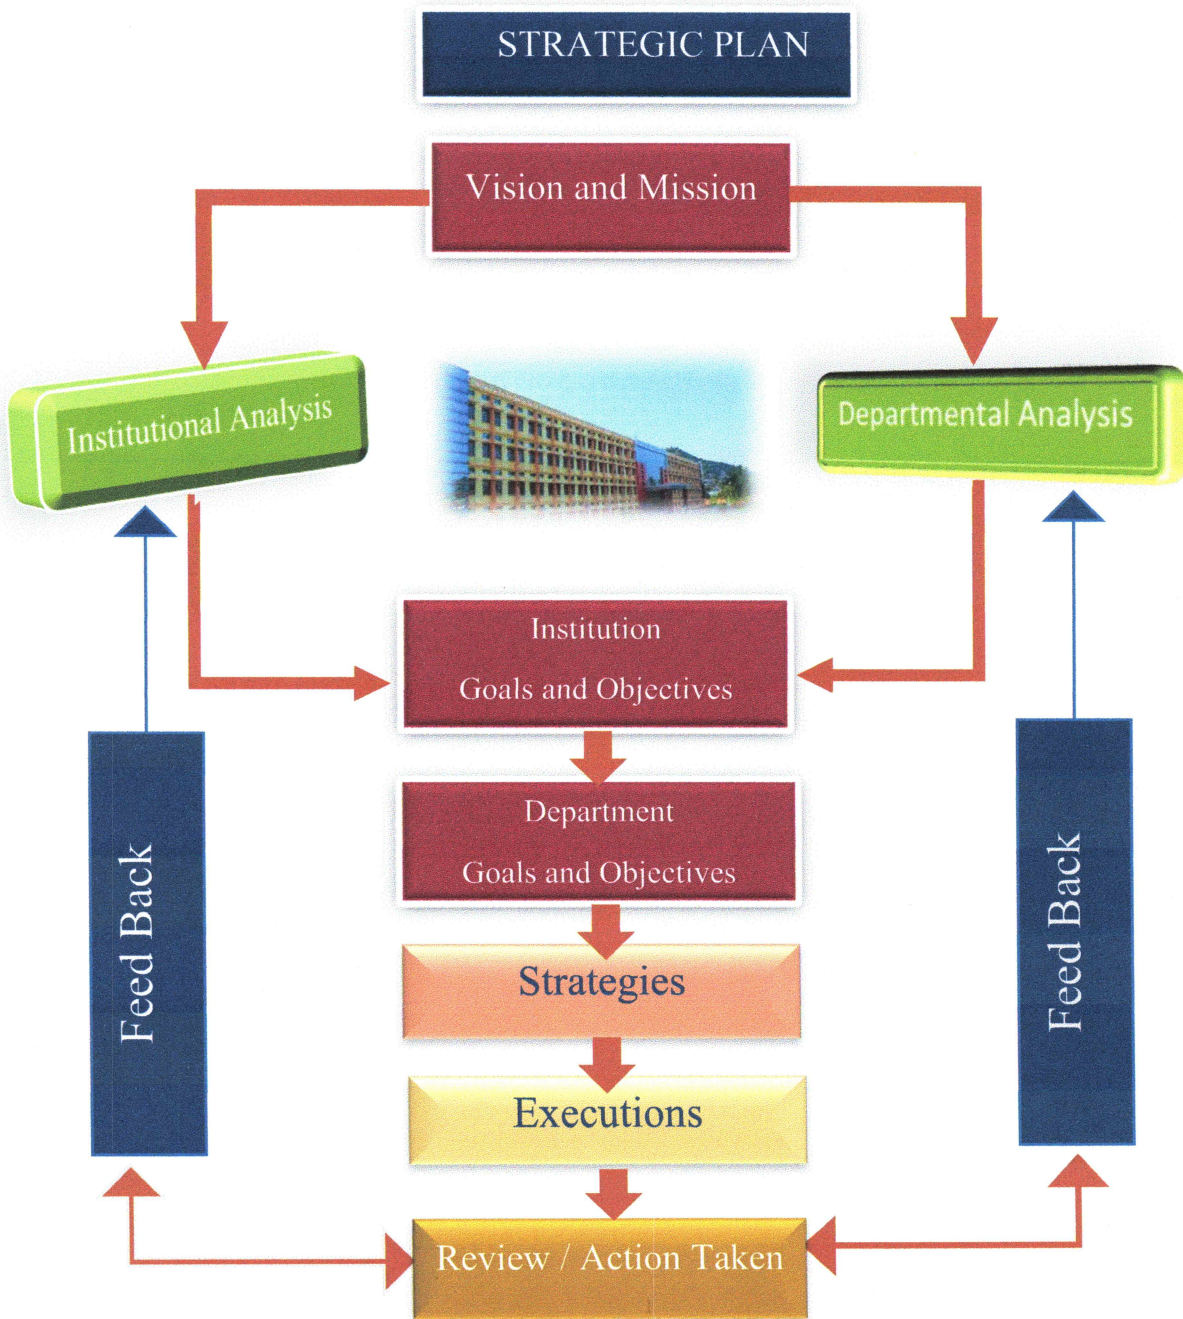 STRATEGIC PLAN
Vision and Mission
Institutional Analysis
Departmental Analysis
Institution
Goals and Objectives
Department
Goals and Objectives
Feed Back
Feed Back
Strategies
Executions
Review / Action Taken